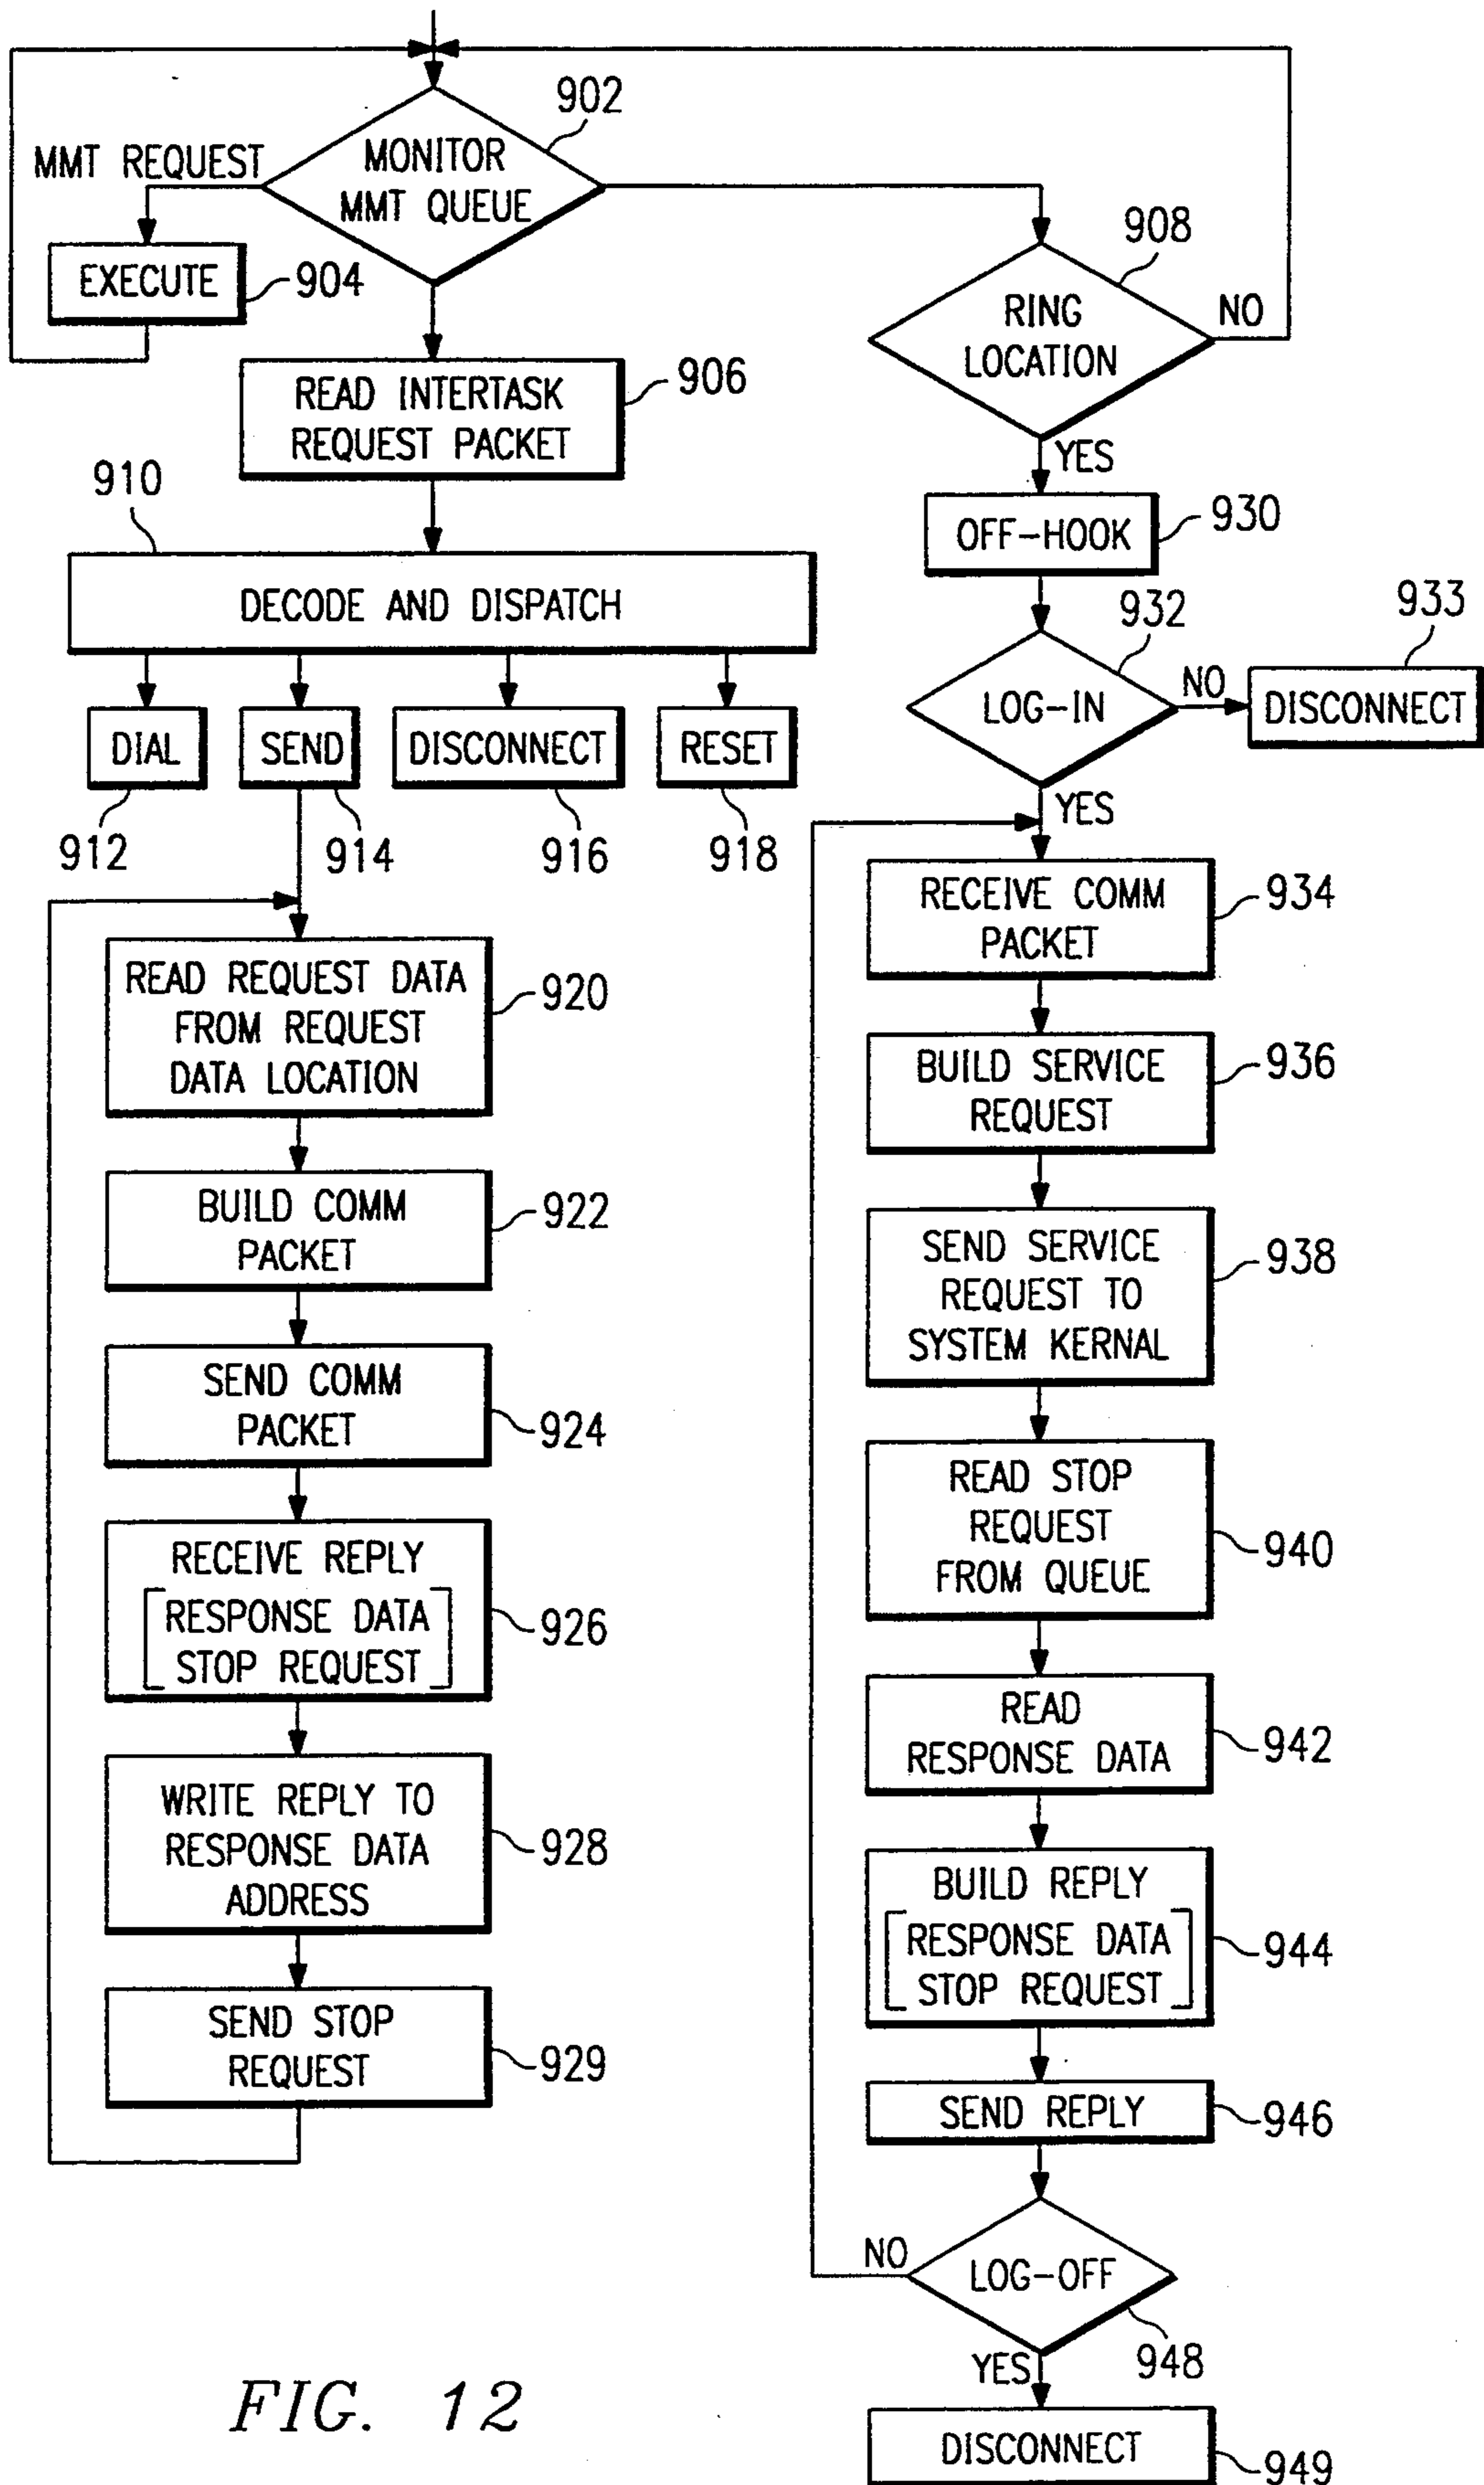 902
MMT REQUEST
MONITOR
MMT QUEUE
EXECUTE
904
908
RING
LOCATION
NO
YES
READ INTERTASK
REQUEST PACKET
906
910
DECODE AND DISPATCH
DIAL
SEND
DISCONNECT
RESET
912
914
916
918
OFF-HOOK
930
932
LOG-IN
NO
933
DISCONNECT
YES
READ REQUEST DATA
FROM REQUEST
DATA LOCATION
920
BUILD COMM
PACKET
922
SEND COMM
PACKET
924
RECEIVE REPLY
RESPONSE DATA
STOP REQUEST
926
WRITE REPLY TO
RESPONSE DATA
ADDRESS
928
SEND STOP
REQUEST
929
RECEIVE COMM
PACKET
934
BUILD SERVICE
REQUEST
936
SEND SERVICE
REQUEST TO
SYSTEM KERNAL
938
READ STOP
REQUEST
FROM QUEUE
940
READ
RESPONSE DATA
942
BUILD REPLY
RESPONSE DATA
STOP REQUEST
944
SEND REPLY
946
NO
LOG-OFF
948
YES
DISCONNECT
949
FIG. 12